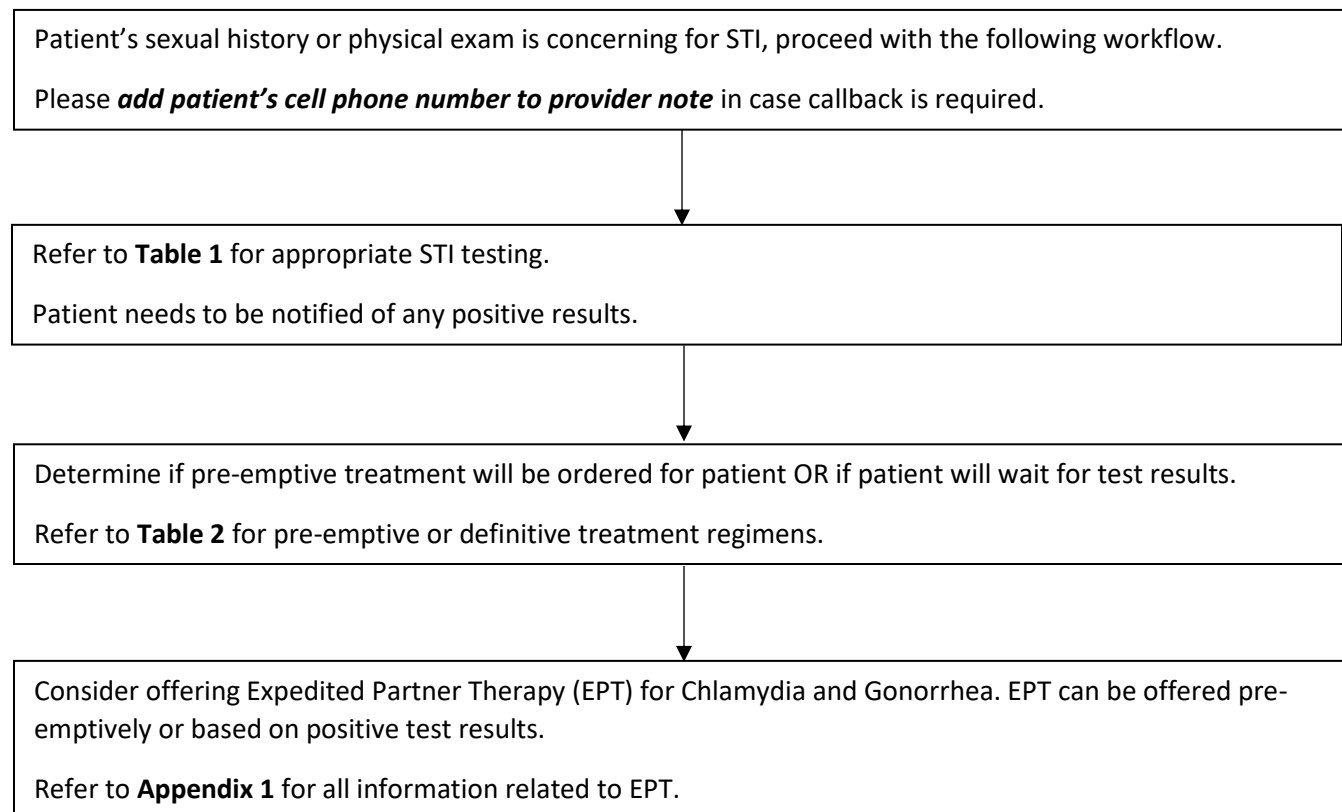 Patient’s sexual history or physical exam is concerning for STI, proceed with the following workflow.
Please add patient’s cell phone number to provider note in case callback is required.
Refer to Table 1 for appropriate STI testing.
Patient needs to be notified of any positive results.
Determine if pre-emptive treatment will be ordered for patient OR if patient will wait for test results.
Refer to Table 2 for pre-emptive or definitive treatment regimens.
Consider offering Expedited Partner Therapy (EPT) for Chlamydia and Gonorrhea. EPT can be offered pre-
emptively or based on positive test results.
Refer to Appendix 1 for all information related to EPT.